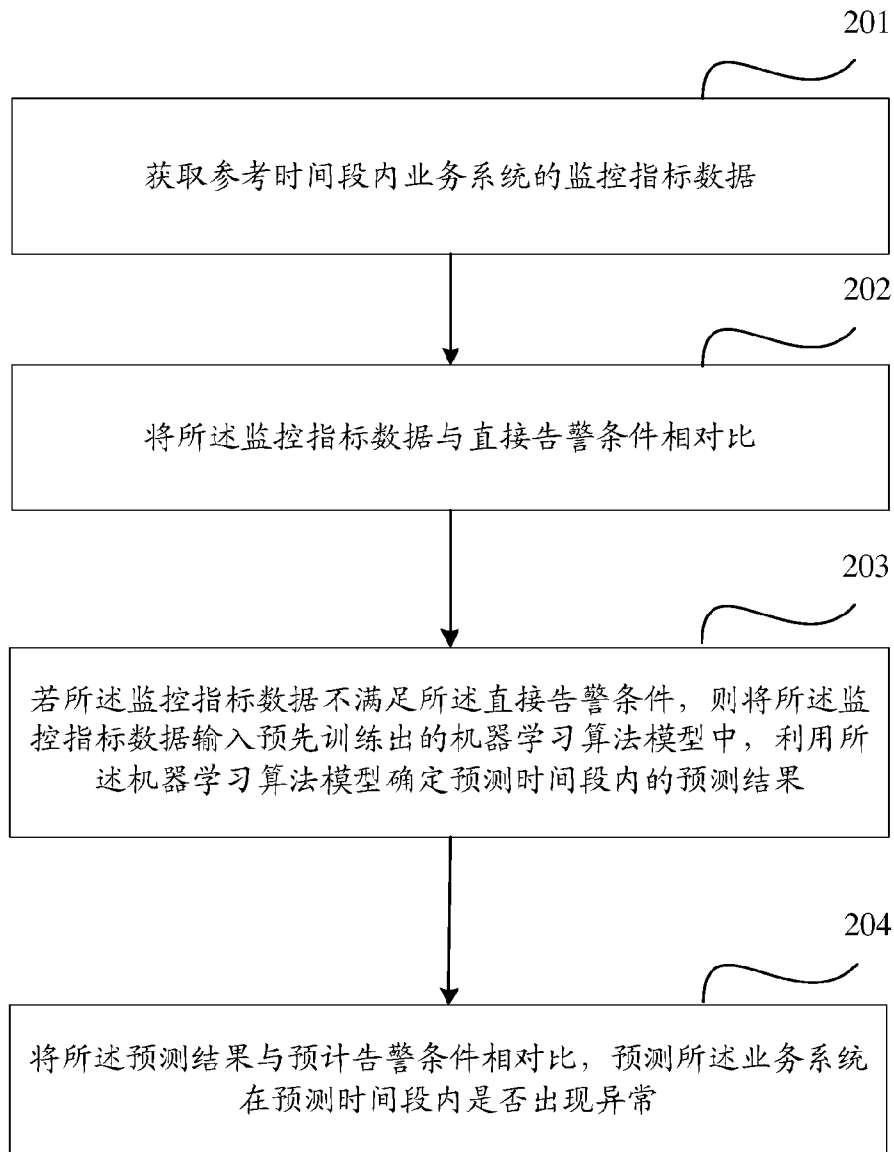 201
获取参考时间段内业务系统的监控指标数据
202
将所述监控指标数据与直接告警条件相对比
203
若所述监控指标数据不满足所述直接告警条件，则将所述监
控指标数据输入预先训练出的机器学习算法模型中，利用所
述机器学习算法模型确定预测时间段内的预测结果
204
将所述预测结果与预计告警条件相对比，预测所述业务系统
在预测时间段内是否出现异常